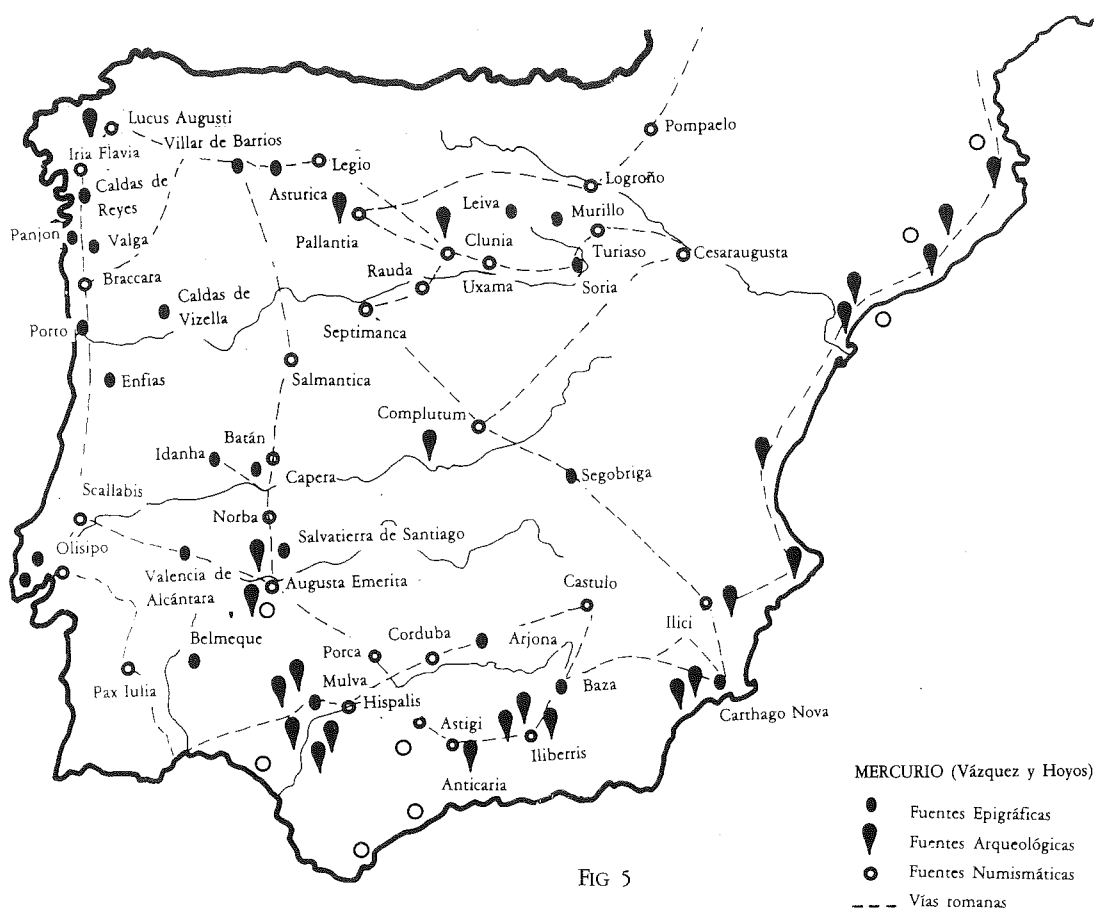 Lucus Augusti
Villar de Barrios
Iria Flavia
Legio
Pompaelo
Logroño
Caldas de
Reyes
Asturica
Leiva
Murillo
Panjon
Valga
Pallantia
Clunia
Turiaso
Cesaraugusta
Braccara
Rauda
Uxama
Soria
Caldas de
Vizella
Porto
Septimanca
Enfias
Salmantica
Complutum
Batán
Idanha
Capera
Segobriga
Scallabis
Norba
Salvatierra de Santiago
Olisipo
Valencia de
Alcántara
Augusta Emerita
Castulo
Ilici
Belmeque
Porca
Corduba
Arjona
Pax Iulia
Mulva
Hispalis
Baza
Carthago Nova
Astigi
Iliberris
Anticaria
MERCURIO (Vázquez y Hoyos)
Fuentes Epigráficas
Fuentes Arqueológicas
Fuentes Numismáticas
Vías romanas
FIG 5